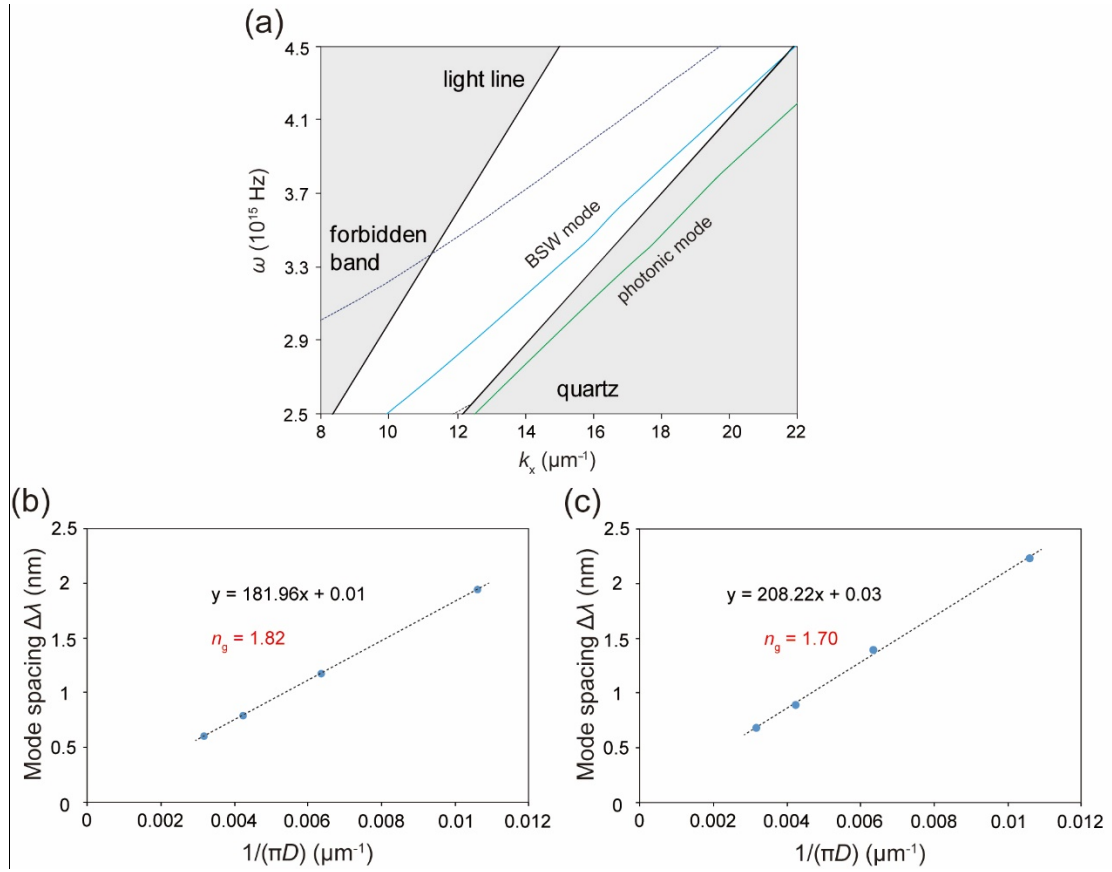 (a)
4.5
4.1
3.7
3.3
2.9
2.5
ω (10¹⁵ Hz)
light line
forbidden
band
BSW mode
photonic mode
quartz
8 10 12 14 16 18 20 22
kₓ (µm⁻¹)
(b)
2.5
2
1.5
1
0.5
0
Mode spacing Δλ (nm)
y = 181.96x + 0.01
n_g = 1.82
0 0.002 0.004 0.006 0.008 0.01 0.012
1/(πD) (µm⁻¹)
(c)
2.5
2
1.5
1
0.5
0
Mode spacing Δλ (nm)
y = 208.22x + 0.03
n_g = 1.70
0 0.002 0.004 0.006 0.008 0.01 0.012
1/(πD) (µm⁻¹)